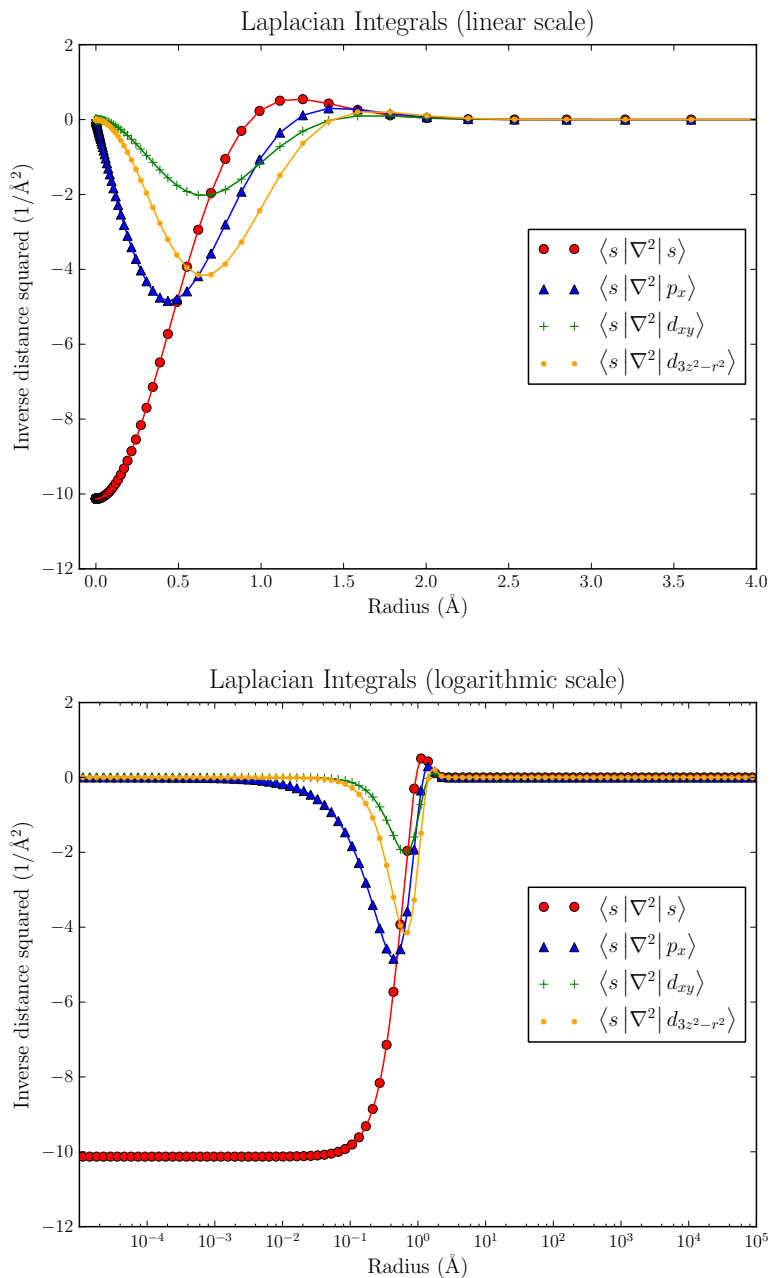 Laplacian Integrals (linear scale)
2
0
−2
−4
−6
−8
−10
−12
Inverse distance squared (1/Å²)
⟨s |∇²| s⟩
⟨s |∇²| pₓ⟩
⟨s |∇²| d_{xy}⟩
⟨s |∇²| d_{3z²−r²}⟩
0.0 0.5 1.0 1.5 2.0 2.5 3.0 3.5 4.0
Radius (Å)
Laplacian Integrals (logarithmic scale)
2
0
−2
−4
−6
−8
−10
−12
Inverse distance squared (1/Å²)
⟨s |∇²| s⟩
⟨s |∇²| pₓ⟩
⟨s |∇²| d_{xy}⟩
⟨s |∇²| d_{3z²−r²}⟩
10⁻⁴ 10⁻³ 10⁻² 10⁻¹ 10⁰ 10¹ 10² 10³ 10⁴ 10⁵
Radius (Å)